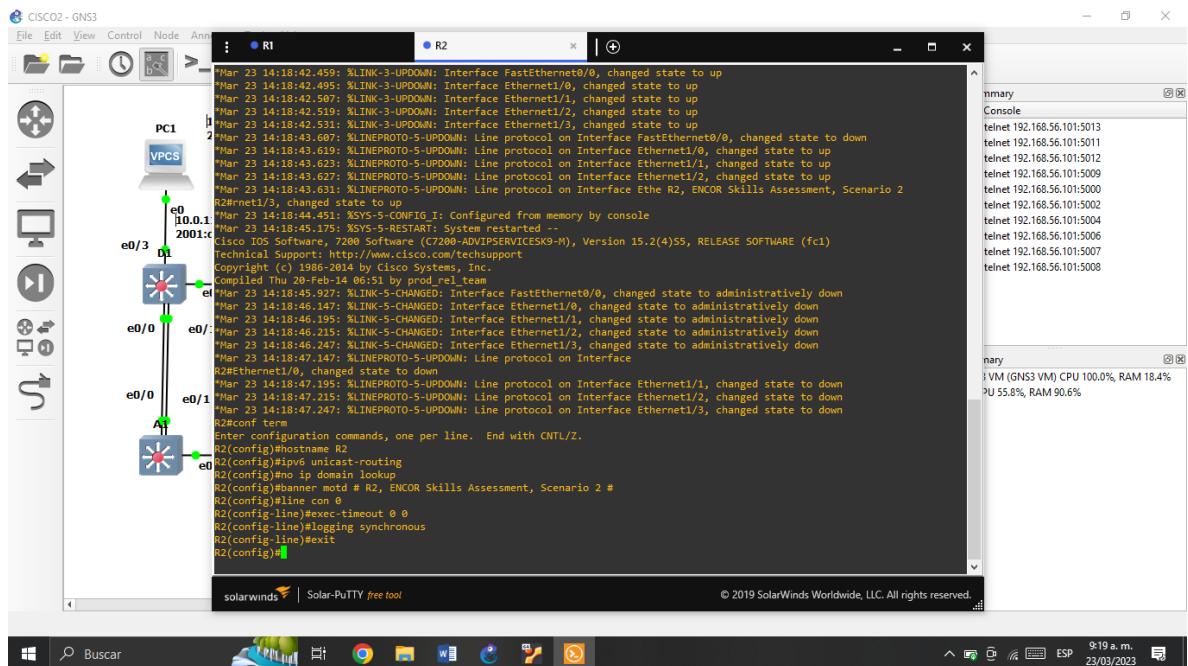 CISCO2 - GNS3
File Edit View Control Node Ann
R1
R2
*Mar 23 14:18:42.459: %LINK-3-UPDOWN: Interface FastEthernet0/0, changed state to up
*Mar 23 14:18:42.495: %LINK-3-UPDOWN: Interface Ethernet1/0, changed state to up
*Mar 23 14:18:42.507: %LINK-3-UPDOWN: Interface Ethernet1/1, changed state to up
*Mar 23 14:18:42.519: %LINK-3-UPDOWN: Interface Ethernet1/2, changed state to up
*Mar 23 14:18:42.531: %LINK-3-UPDOWN: Interface Ethernet1/3, changed state to up
*Mar 23 14:18:43.607: %LINEPROTO-5-UPDOWN: Line protocol on Interface FastEthernet0/0, changed state to down
*Mar 23 14:18:43.619: %LINEPROTO-5-UPDOWN: Line protocol on Interface Ethernet1/0, changed state to up
*Mar 23 14:18:43.623: %LINEPROTO-5-UPDOWN: Line protocol on Interface Ethernet1/1, changed state to up
*Mar 23 14:18:43.627: %LINEPROTO-5-UPDOWN: Line protocol on Interface Ethernet1/2, changed state to up
*Mar 23 14:18:43.631: %LINEPROTO-5-UPDOWN: Line protocol on Interface Ethe R2, ENCOR Skills Assessment, Scenario 2
R2#rnet1/3, changed state to up
*Mar 23 14:18:44.451: %SYS-5-CONFIG_I: Configured from memory by console
*Mar 23 14:18:45.175: %SYS-5-RESTART: System restarted --
Cisco IOS Software, 7200 Software (C7200-ADVIPSERVICESK9-M), Version 15.2(4)S5, RELEASE SOFTWARE (fc1)
Technical Support: http://www.cisco.com/techsupport
Copyright (c) 1986-2014 by Cisco Systems, Inc.
Compiled Thu 20-Feb-14 06:51 by prod_rel_team
*Mar 23 14:18:45.927: %LINK-5-CHANGED: Interface FastEthernet0/0, changed state to administratively down
*Mar 23 14:18:46.147: %LINK-5-CHANGED: Interface Ethernet1/0, changed state to administratively down
*Mar 23 14:18:46.195: %LINK-5-CHANGED: Interface Ethernet1/1, changed state to administratively down
*Mar 23 14:18:46.215: %LINK-5-CHANGED: Interface Ethernet1/2, changed state to administratively down
*Mar 23 14:18:46.247: %LINK-5-CHANGED: Interface Ethernet1/3, changed state to administratively down
*Mar 23 14:18:47.147: %LINEPROTO-5-UPDOWN: Line protocol on Interface
R2#Ethernet1/0, changed state to down
*Mar 23 14:18:47.195: %LINEPROTO-5-UPDOWN: Line protocol on Interface Ethernet1/1, changed state to down
*Mar 23 14:18:47.215: %LINEPROTO-5-UPDOWN: Line protocol on Interface Ethernet1/2, changed state to down
*Mar 23 14:18:47.247: %LINEPROTO-5-UPDOWN: Line protocol on Interface Ethernet1/3, changed state to down
R2#conf term
Enter configuration commands, one per line. End with CNTL/Z.
R2(config)#hostname R2
R2(config)#ipv6 unicast-routing
R2(config)#no ip domain lookup
R2(config)#banner motd # R2, ENCOR Skills Assessment, Scenario 2 #
R2(config)#line con 0
R2(config-line)#exec-timeout 0 0
R2(config-line)#logging synchronous
R2(config-line)#exit
R2(config)#
solarwinds Solar-PuTTY free tool
© 2019 SolarWinds Worldwide, LLC. All rights reserved.
PC1
VPCS
e0
10.0.1
2001:c
e0/3
D1
e0
e0/0
e0/
e0/0
e0/1
A1
e0
mmary
Console
telnet 192.168.56.101:5013
telnet 192.168.56.101:5011
telnet 192.168.56.101:5012
telnet 192.168.56.101:5009
telnet 192.168.56.101:5000
telnet 192.168.56.101:5002
telnet 192.168.56.101:5004
telnet 192.168.56.101:5006
telnet 192.168.56.101:5007
telnet 192.168.56.101:5008
mary
VM (GNS3 VM) CPU 100.0%, RAM 18.4%
PU 55.8%, RAM 90.6%
Buscar
ESP
9:19 a. m.
23/03/2023